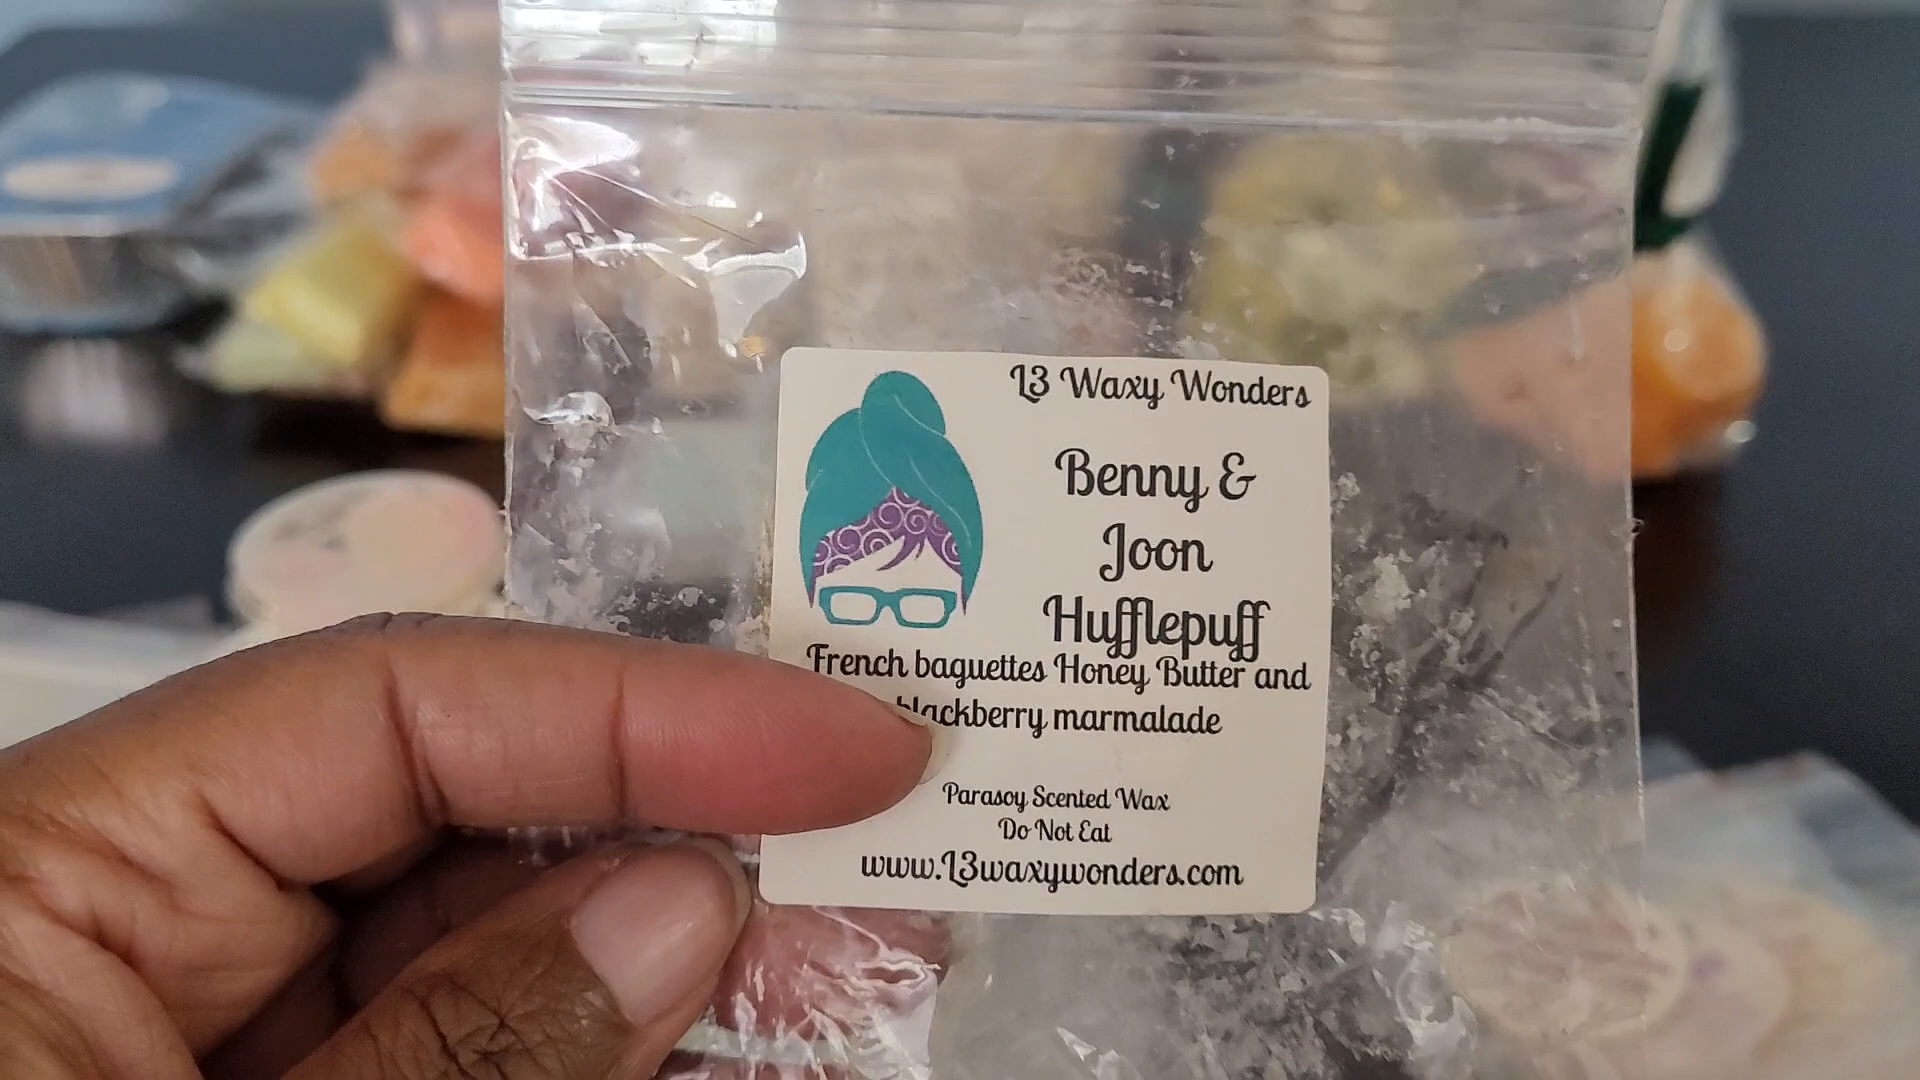 L3 Waxy Wonders
Benny &
Joon
Hufflepuff
French baguettes Honey Butter and
blackberry marmalade
Parasoy Scented Wax
Do Not Eat
www.L3waxywonders.com